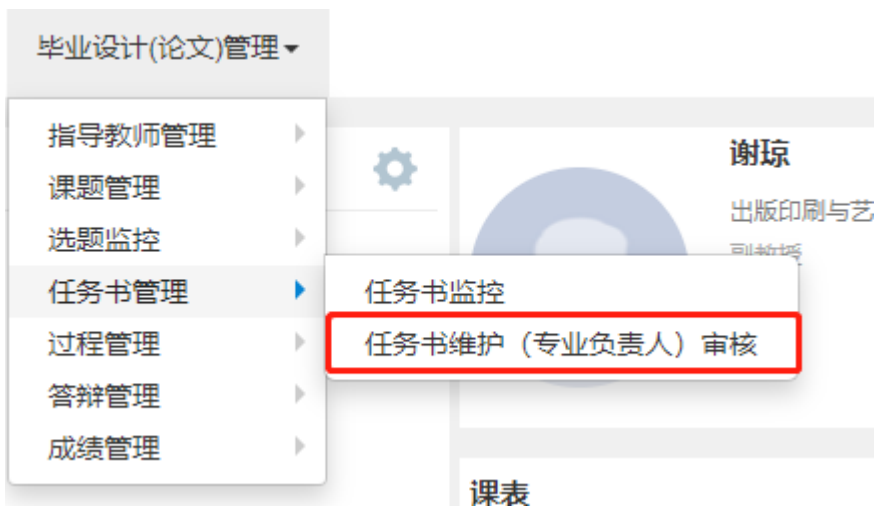 毕业设计(论文)管理
指导教师管理
课题管理
选题监控
任务书管理
过程管理
答辩管理
成绩管理
任务书监控
任务书维护（专业负责人）审核
谢琼
出版印刷与艺
副教授
课表